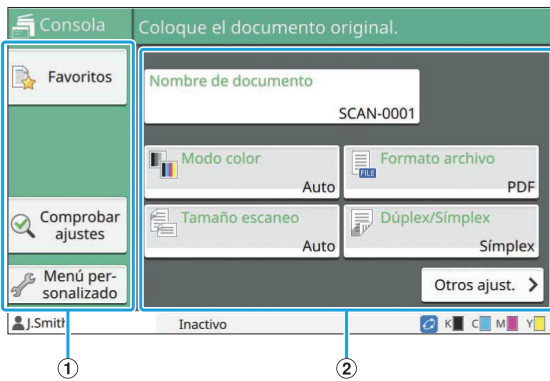 Consola
Coloque el documento original.
Favoritos
Nombre de documento
SCAN-0001
Modo color
Auto
Formato archivo
FILE
PDF
Comprobar
ajustes
Tamaño escaneo
Auto
Dúplex/Símplex
Símplex
Menú per-
sonalizado
Otros ajust.
J.Smith
Inactivo
K C M Y
1
2